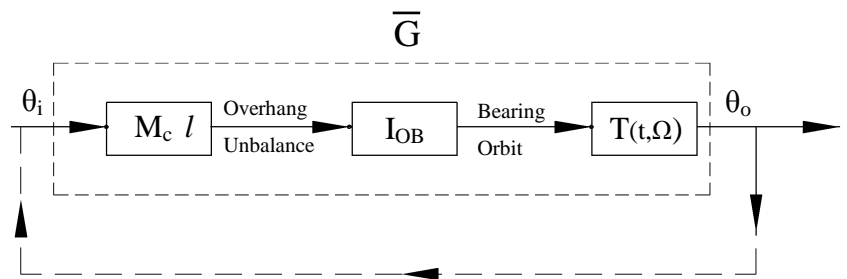 G̅
θi
Mc l
Overhang
Unbalance
IOB
Bearing
Orbit
T(t,Ω)
θo